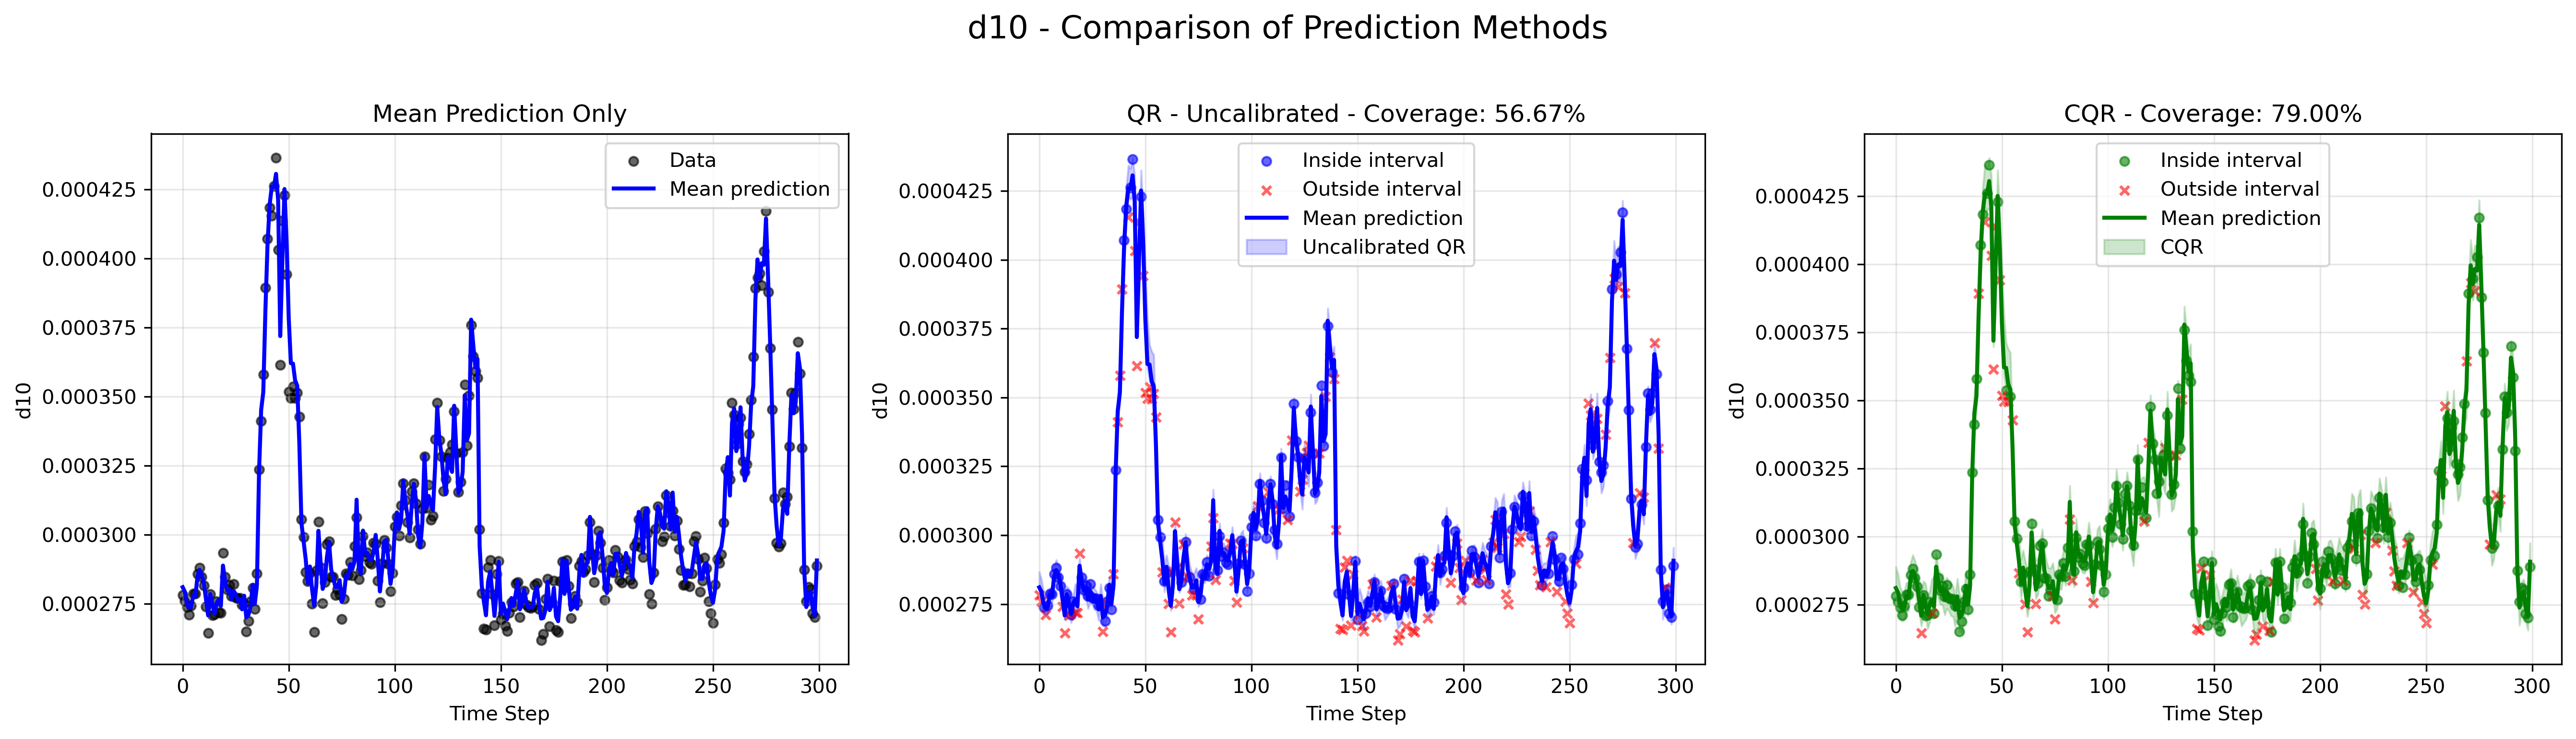 d10 - Comparison of Prediction Methods
Mean Prediction Only
d10
0.000425
0.000400
0.000375
0.000350
0.000325
0.000300
0.000275
Data
Mean prediction
0 50 100 150 200 250 300
Time Step
QR - Uncalibrated - Coverage: 56.67%
d10
0.000425
0.000400
0.000375
0.000350
0.000325
0.000300
0.000275
Inside interval
Outside interval
Mean prediction
Uncalibrated QR
0 50 100 150 200 250 300
Time Step
CQR - Coverage: 79.00%
d10
0.000425
0.000400
0.000375
0.000350
0.000325
0.000300
0.000275
Inside interval
Outside interval
Mean prediction
CQR
0 50 100 150 200 250 300
Time Step